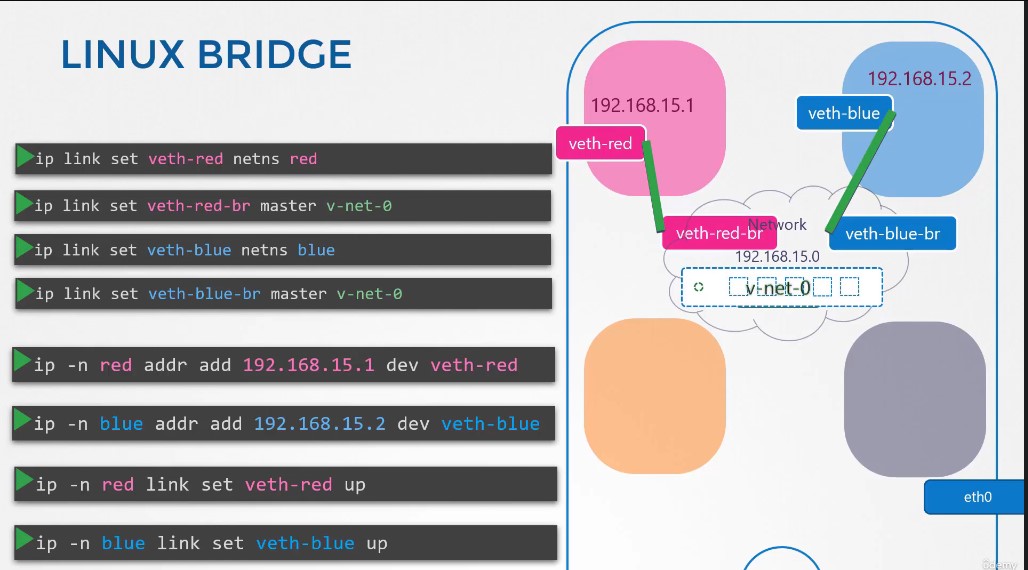 LINUX BRIDGE
ip link set veth-red netns red
ip link set veth-red-br master v-net-0
ip link set veth-blue netns blue
ip link set veth-blue-br master v-net-0
ip -n red addr add 192.168.15.1 dev veth-red
ip -n blue addr add 192.168.15.2 dev veth-blue
ip -n red link set veth-red up
ip -n blue link set veth-blue up
192.168.15.1
192.168.15.2
veth-red
veth-blue
veth-red-br
Network
veth-blue-br
192.168.15.0
v-net-0
eth0
Udemy